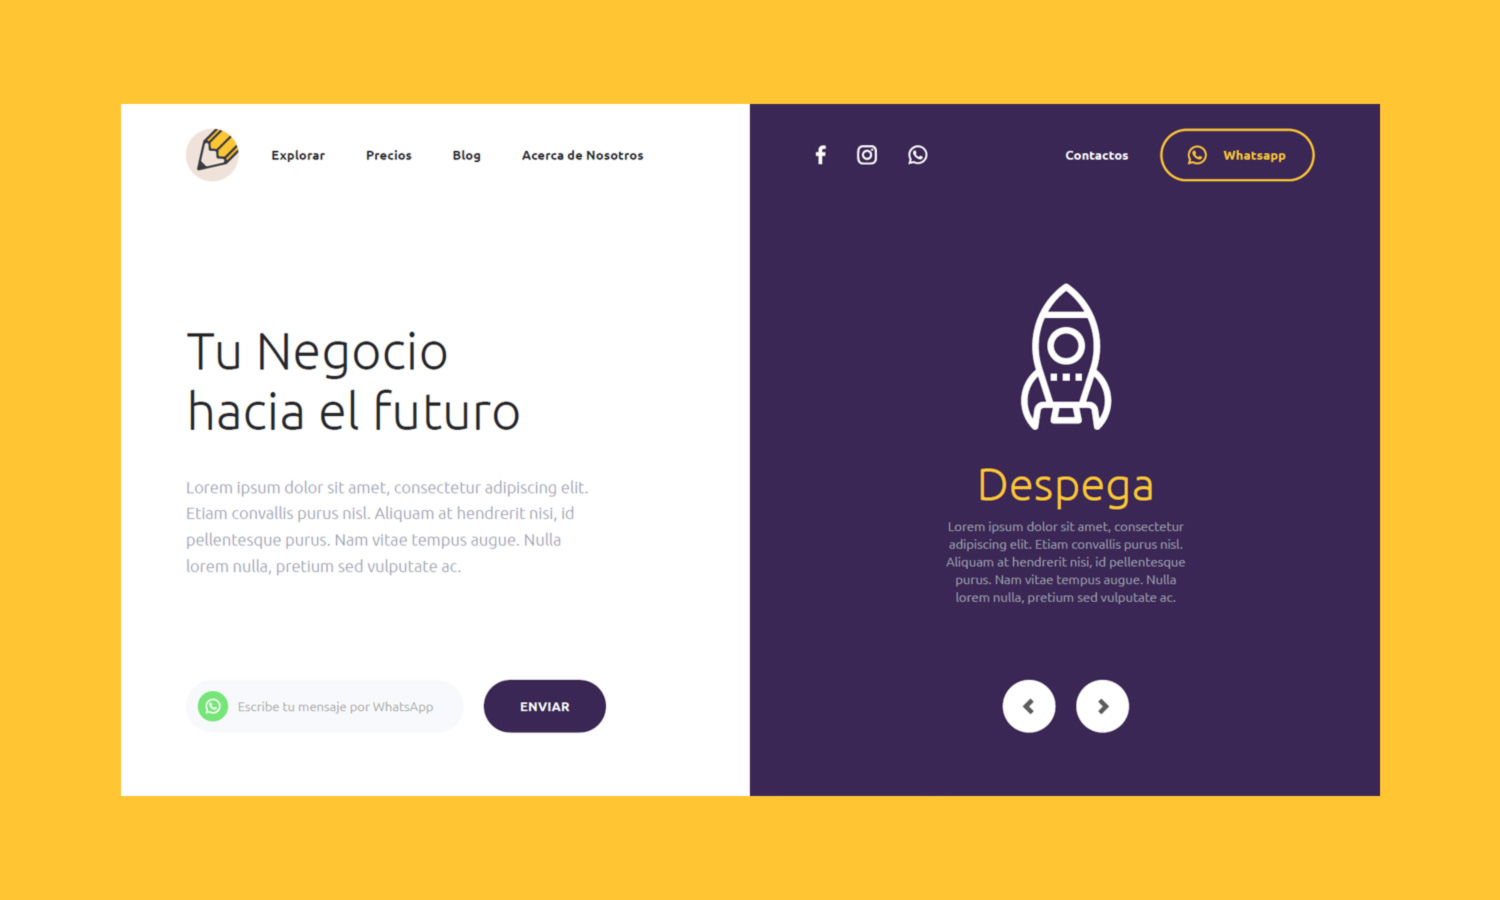 Explorar
Precios
Blog
Acerca de Nosotros
Contactos
Whatsapp
Tu Negocio
hacia el futuro
Lorem ipsum dolor sit amet, consectetur adipiscing elit.
Etiam convallis purus nisl. Aliquam at hendrerit nisi, id
pellentesque purus. Nam vitae tempus augue. Nulla
lorem nulla, pretium sed vulputate ac.
Escribe tu mensaje por WhatsApp
ENVIAR
Despega
Lorem ipsum dolor sit amet, consectetur
adipiscing elit. Etiam convallis purus nisl.
Aliquam at hendrerit nisi, id pellentesque
purus. Nam vitae tempus augue. Nulla
lorem nulla, pretium sed vulputate ac.